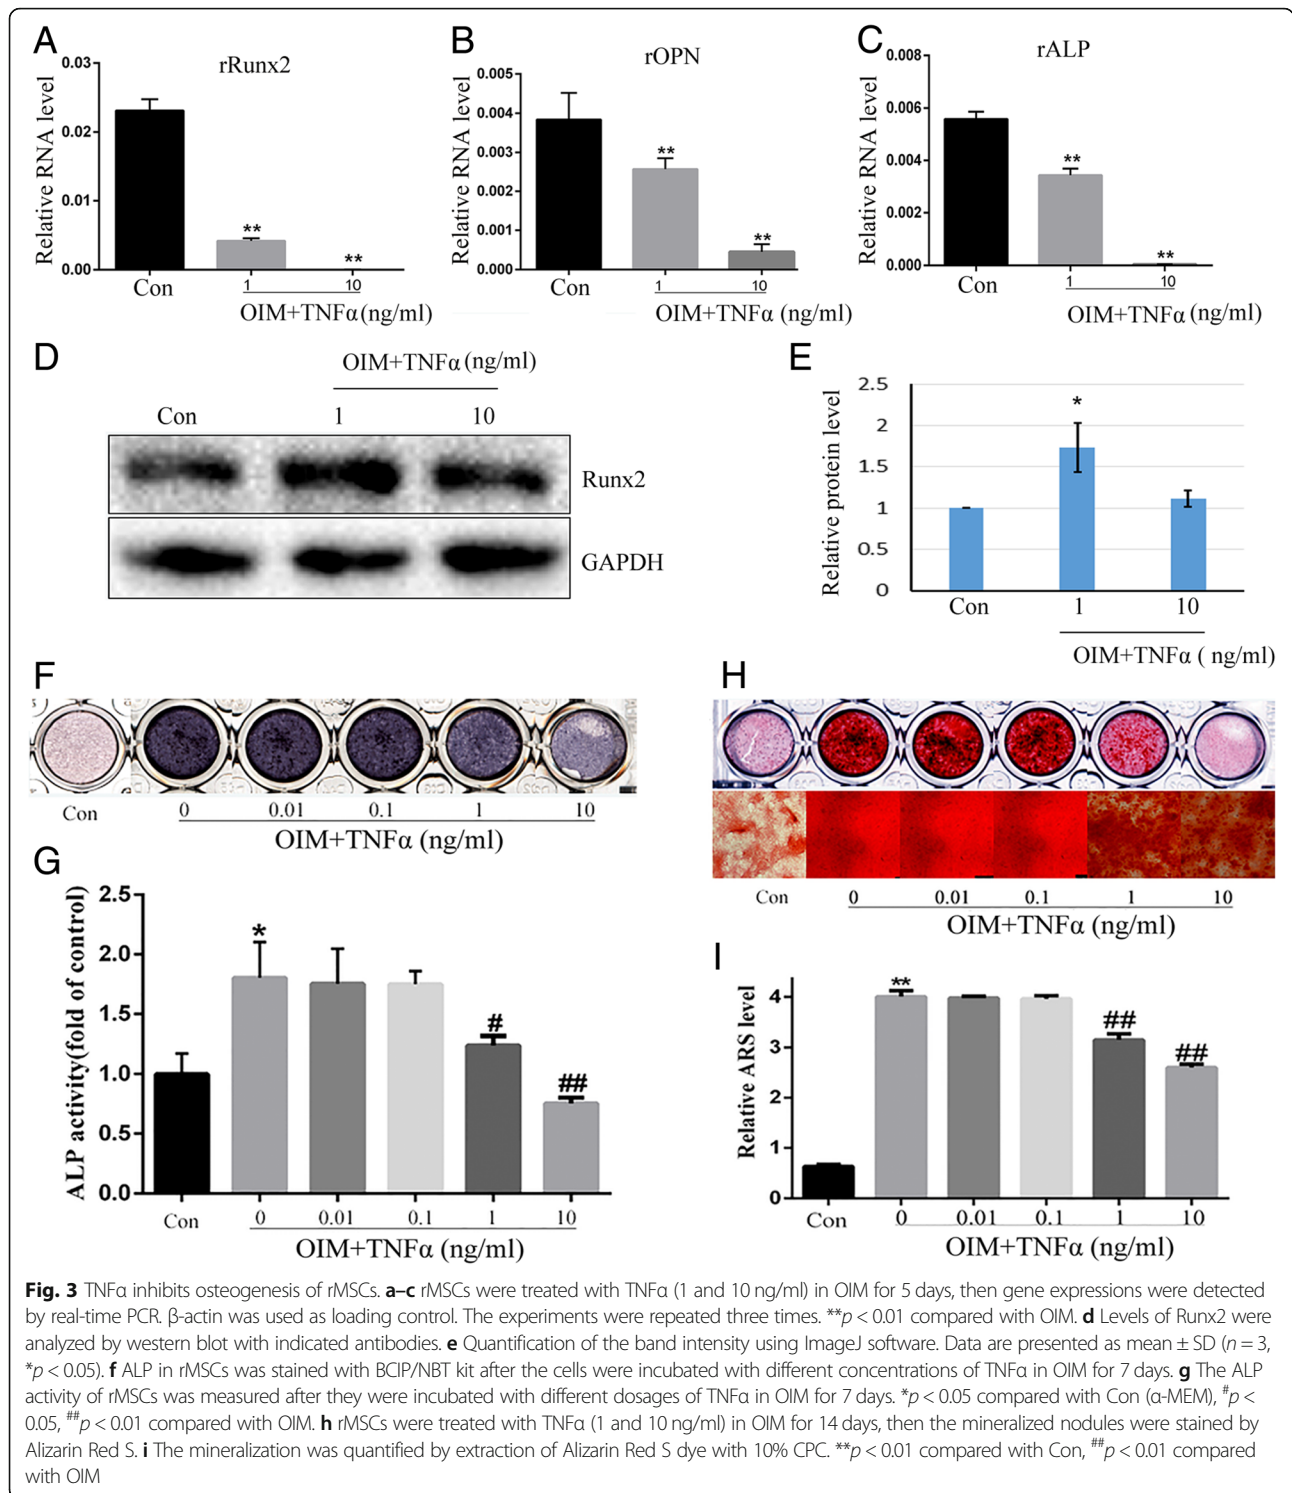 A
rRunx2
Relative RNA level
0.03
0.02
0.01
0.00
**
**
Con
1
10
OIM+TNFα (ng/ml)
B
rOPN
Relative RNA level
0.005
0.004
0.003
0.002
0.001
0.000
**
**
Con
1
10
OIM+TNFα (ng/ml)
C
rALP
Relative RNA level
0.008
0.006
0.004
0.002
0.000
**
**
Con
1
10
OIM+TNFα (ng/ml)
D
OIM+TNFα (ng/ml)
Con
1
10
Runx2
GAPDH
E
Relative protein level
2.5
2
1.5
1
0.5
0
*
Con
1
10
OIM+TNFα ( ng/ml)
F
Con
0
0.01
0.1
1
10
OIM+TNFα (ng/ml)
G
ALP activity(fold of control)
2.5
2.0
1.5
1.0
0.5
0.0
*
#
##
Con
0
0.01
0.1
1
10
OIM+TNFα (ng/ml)
H
Con
0
0.01
0.1
1
10
OIM+TNFα (ng/ml)
I
Relative ARS level
4
3
2
1
0
**
##
##
Con
0
0.01
0.1
1
10
OIM+TNFα (ng/ml)
Fig. 3 TNFα inhibits osteogenesis of rMSCs. a–c rMSCs were treated with TNFα (1 and 10 ng/ml) in OIM for 5 days, then gene expressions were detected
by real-time PCR. β-actin was used as loading control. The experiments were repeated three times. **p < 0.01 compared with OIM. d Levels of Runx2 were
analyzed by western blot with indicated antibodies. e Quantification of the band intensity using ImageJ software. Data are presented as mean ± SD (n = 3,
*p < 0.05). f ALP in rMSCs was stained with BCIP/NBT kit after the cells were incubated with different concentrations of TNFα in OIM for 7 days. g The ALP
activity of rMSCs was measured after they were incubated with different dosages of TNFα in OIM for 7 days. *p < 0.05 compared with Con (α-MEM), #p <
0.05, ##p < 0.01 compared with OIM. h rMSCs were treated with TNFα (1 and 10 ng/ml) in OIM for 14 days, then the mineralized nodules were stained by
Alizarin Red S. i The mineralization was quantified by extraction of Alizarin Red S dye with 10% CPC. **p < 0.01 compared with Con, ##p < 0.01 compared
with OIM